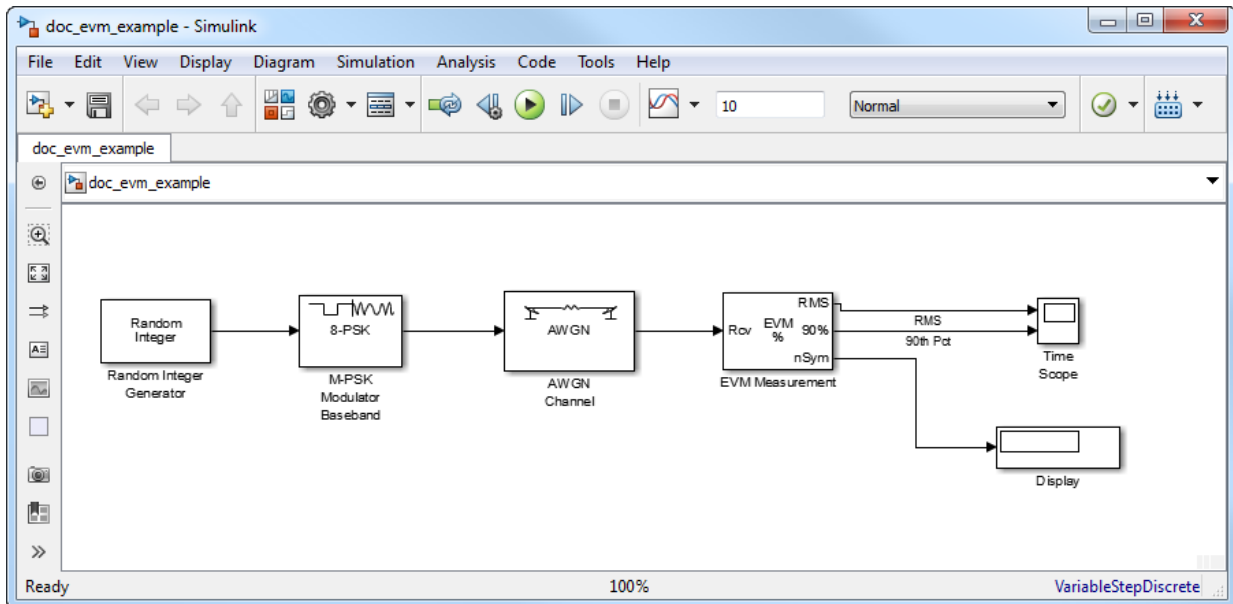 doc_evm_example - Simulink
File Edit View Display Diagram Simulation Analysis Code Tools Help
10 Normal
doc_evm_example
doc_evm_example
Random
Integer
Random Integer
Generator
8-PSK
M-PSK
Modulator
Baseband
AWGN
AWGN
Channel
RMS
Rcv EVM 90%
%
nSym
EVM Measurement
RMS
90th Pct
Time
Scope
Display
Ready 100% VariableStepDiscrete